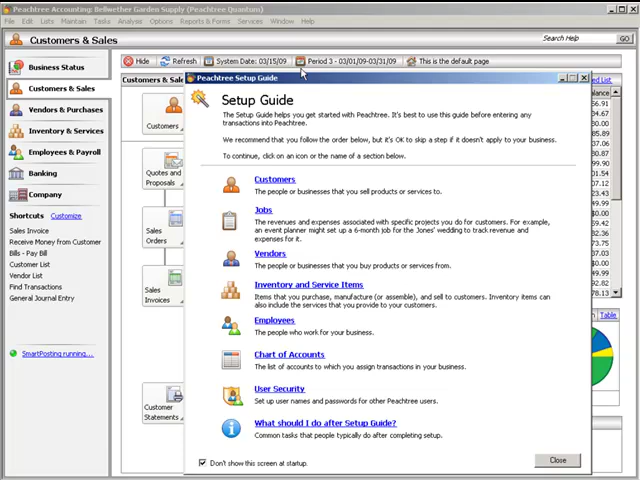 Peachtree Accounting: Bellwether Garden Supply (Peachtree Quantum)
File Edit Lists Maintain Tasks Analysis Options Reports & Forms Services Window Help
Customers & Sales
Search Help GO
Business Status
Customers & Sales
Vendors & Purchases
Inventory & Services
Employees & Payroll
Banking
Company
Shortcuts Customize
Sales Invoice
Receive Money from Customer
Bills - Pay Bill
Customer List
Vendor List
Find Transactions
General Journal Entry
SmartPosting running...
Hide Refresh System Date: 03/15/09 Period 3 - 03/01/09-03/31/09 This is the default page
Customers & Sales
Customers
Quotes and
Proposals
Sales
Orders
Sales
Invoices
Customer
Statements
Peachtree Setup Guide
Setup Guide
The Setup Guide helps you get started with Peachtree. It's best to use this guide before entering any
transactions into Peachtree.
We recommend that you follow the order below, but it's OK to skip a step if it doesn't apply to your business.
To continue, click on an icon or the name of a section below.
Customers
The people or businesses that you sell products or services to.
Jobs
The revenues and expenses associated with specific projects you do for customers. For example,
an event planner might set up a 6-month job for the Jones' wedding to track revenue and
expenses for it.
Vendors
The people or businesses that you buy products or services from.
Inventory and Service Items
Items that you purchase, manufacture (or assemble), and sell to customers. Inventory items can
also include the services that you provide to your customers.
Employees
The people who work for your business.
Chart of Accounts
The list of accounts to which you assign transactions in your business.
User Security
Set up user names and passwords for other Peachtree users.
What should I do after Setup Guide?
Common tasks that people typically do after completing setup.
Don't show this screen at startup.
Close
ed List
alance
Table